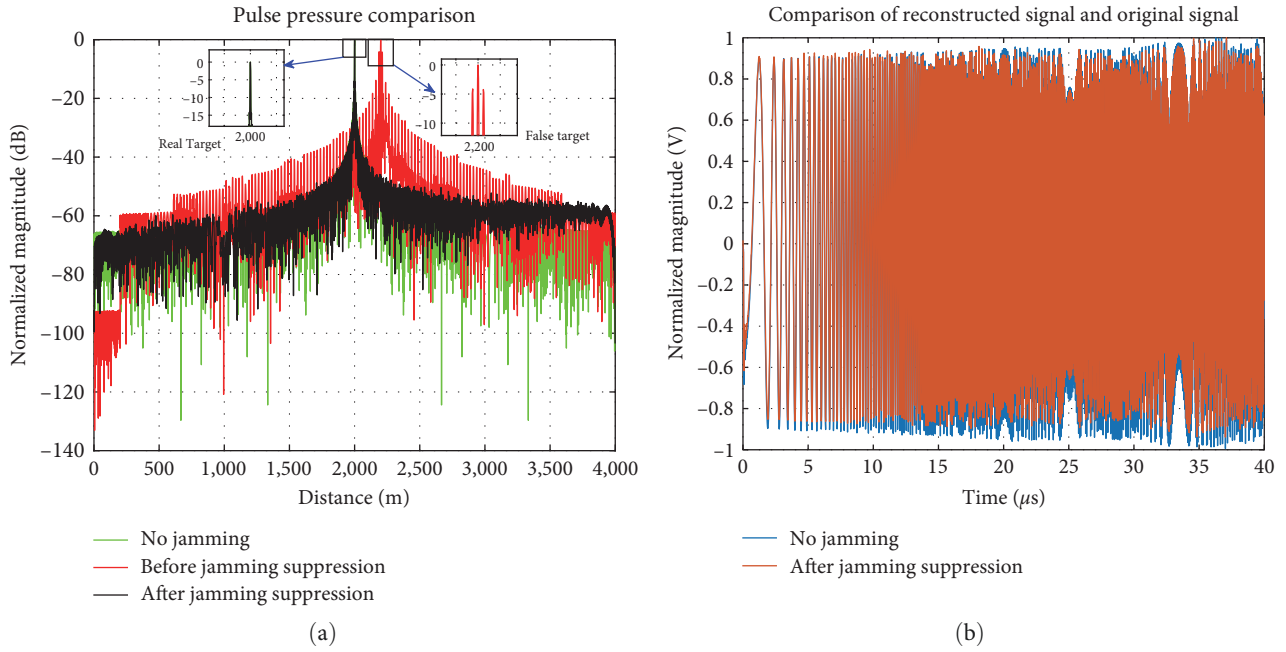 Pulse pressure comparison
Normalized magnitude (dB)
0
−20
−40
−60
−80
−100
−120
−140
0
−5
−10
−15
2,000
Real Target
0
−5
−10
2,200
False target
0 500 1,000 1,500 2,000 2,500 3,000 3,500 4,000
Distance (m)
No jamming
Before jamming suppression
After jamming suppression
(a)
Comparison of reconstructed signal and original signal
Normalized magnitude (V)
1
0.8
0.6
0.4
0.2
0
−0.2
−0.4
−0.6
−0.8
−1
0 5 10 15 20 25 30 35 40
Time (μs)
No jamming
After jamming suppression
(b)